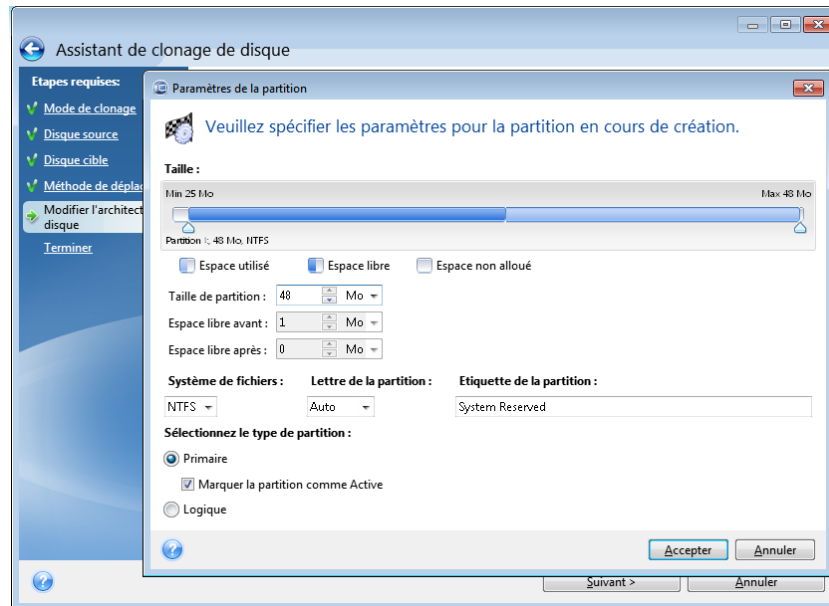 Assistant de clonage de disque
Etapes requises:
Mode de clonage
Disque source
Disque cible
Méthode de déplac
Modifier l'architect
disque
Terminer
Paramètres de la partition
Veuillez spécifier les paramètres pour la partition en cours de création.
Taille :
Min 25 Mo Max 48 Mo
Partition :, 48 Mo, NTFS
Espace utilisé Espace libre Espace non alloué
Taille de partition : 48 Mo
Espace libre avant : 1 Mo
Espace libre après : 0 Mo
Système de fichiers : Lettre de la partition : Etiquette de la partition :
NTFS Auto System Reserved
Sélectionnez le type de partition :
Primaire
Marquer la partition comme Active
Logique
Accepter Annuler
Suivant > Annuler